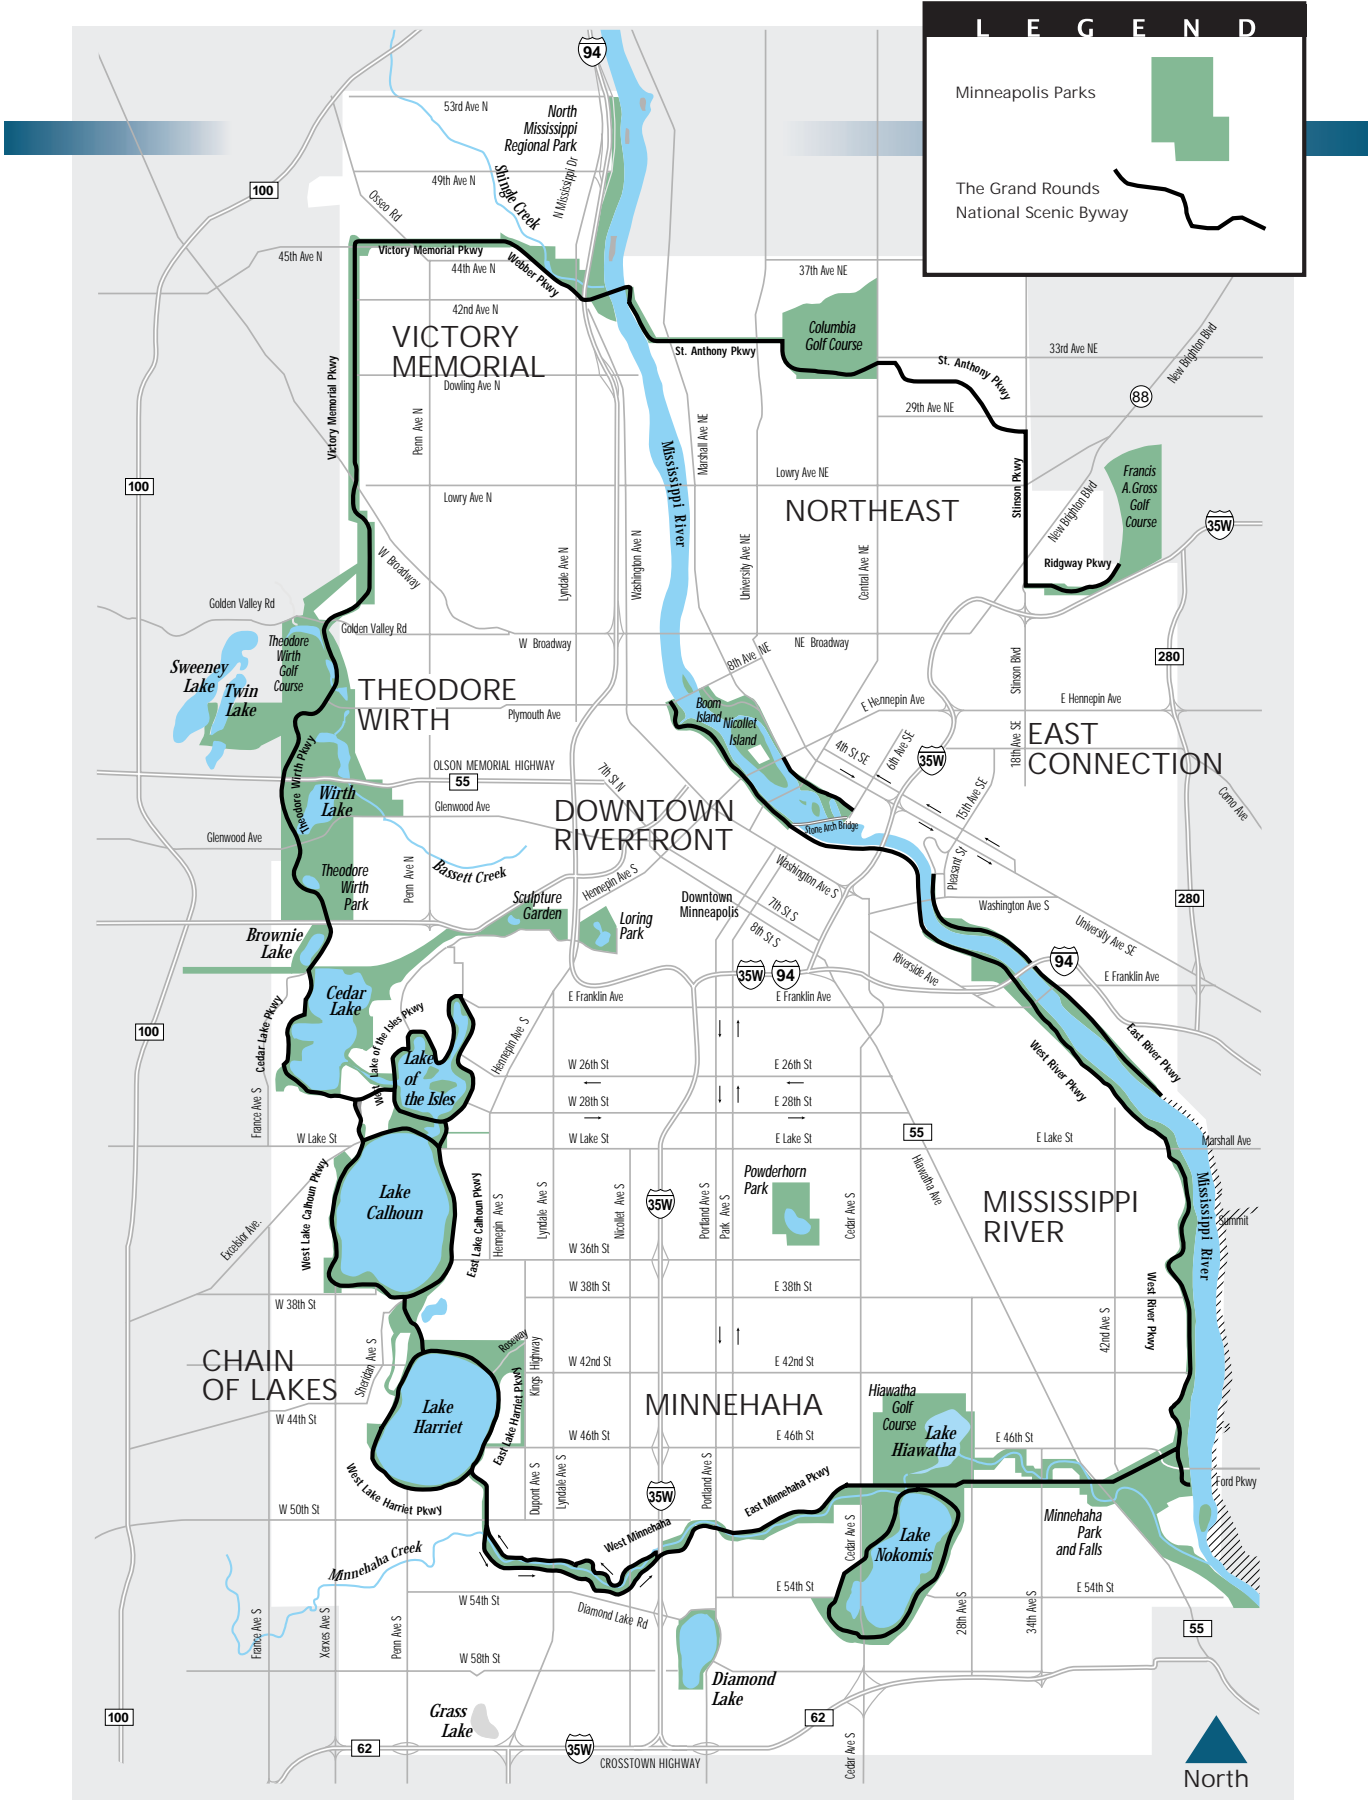 LEGEND
Minneapolis Parks
The Grand Rounds
National Scenic Byway
94
53rd Ave N
North
Mississippi
Regional Park
49th Ave N
Shingle Creek
N Mississippi Dr
Osseo Rd
100
45th Ave N
Victory Memorial Pkwy
44th Ave N
Webber Pkwy
42nd Ave N
37th Ave NE
VICTORY
MEMORIAL
Dowling Ave N
Columbia
Golf Course
St. Anthony Pkwy
St. Anthony Pkwy
33rd Ave NE
New Brighton Blvd
88
29th Ave NE
Victory Memorial Pkwy
Penn Ave N
Marshall Ave NE
Mississippi River
Lowry Ave NE
Lowry Ave N
NORTHEAST
Stinson Pkwy
New Brighton Blvd
Francis
A.Gross
Golf
Course
35W
100
Ridgway Pkwy
W Broadway
Lyndale Ave N
Washington Ave N
University Ave NE
Central Ave NE
Golden Valley Rd
Golden Valley Rd
W Broadway
NE Broadway
8th Ave NE
Stinson Blvd
280
Theodore
Wirth
Golf
Course
Sweeney
Lake
Twin
Lake
THEODORE
WIRTH
Plymouth Ave
Boom
Island
Nicollet
Island
E Hennepin Ave
E Hennepin Ave
4th St SE
6th Ave SE
35W
18th Ave SE
EAST
CONNECTION
Como Ave
Theodore Wirth Pkwy
OLSON MEMORIAL HIGHWAY
55
7th St N
Wirth
Lake
Glenwood Ave
Glenwood Ave
DOWNTOWN
RIVERFRONT
Stone Arch Bridge
15th Ave SE
Pleasant St
Bassett Creek
Penn Ave N
Theodore
Wirth
Park
Sculpture
Garden
Hennepin Ave S
Loring
Park
Downtown
Minneapolis
Washington Ave S
7th St S
8th St S
Washington Ave S
University Ave SE
280
Brownie
Lake
Riverside Ave
94
E Franklin Ave
35W
94
Cedar
Lake
Cedar Lake Pkwy
West Lake of the Isles Pkwy
E Franklin Ave
E Franklin Ave
100
Hennepin Ave S
Lake
of
the Isles
W 26th St
E 26th St
W 28th St
E 28th St
West River Pkwy
East River Pkwy
France Ave S
W Lake St
W Lake St
E Lake St
55
E Lake St
Marshall Ave
Hiawatha Ave
Powderhorn
Park
Lake
Calhoun
West Lake Calhoun Pkwy
East Lake Calhoun Pkwy
Hennepin Ave S
Lyndale Ave S
Nicollet Ave S
35W
Portland Ave S
Park Ave S
Cedar Ave S
MISSISSIPPI
RIVER
Mississippi River
Summit
Excelsior Ave.
W 36th St
W 38th St
W 38th St
E 38th St
West River Pkwy
42nd Ave S
CHAIN
OF LAKES
Sheridan Ave S
Roseway
Kings Highway
W 42nd St
E 42nd St
Lake
Harriet
East Lake Harriet Pkwy
MINNEHAHA
Hiawatha
Golf
Course
Lake
Hiawatha
W 44th St
W 46th St
E 46th St
E 46th St
West Lake Harriet Pkwy
Dupont Ave S
Lyndale Ave S
35W
Portland Ave S
East Minnehaha Pkwy
Ford Pkwy
W 50th St
West Minnehaha
Minnehaha Creek
Cedar Ave S
Lake
Nokomis
Minnehaha
Park
and Falls
E 54th St
E 54th St
W 54th St
Diamond Lake Rd
France Ave S
Xerxes Ave S
Penn Ave S
28th Ave S
34th Ave S
55
W 58th St
Diamond
Lake
Grass
Lake
100
62
62
35W
CROSSTOWN HIGHWAY
Cedar Ave S
North